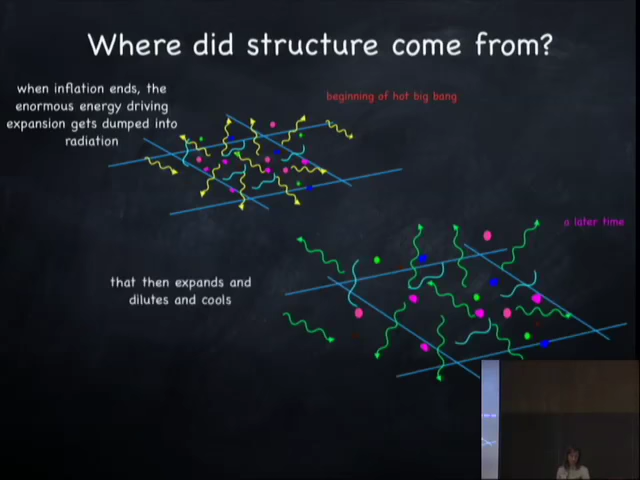 Where did structure come from?
when inflation ends, the
enormous energy driving
expansion gets dumped into
radiation
beginning of hot big bang
a later time
that then expands and
dilutes and cools